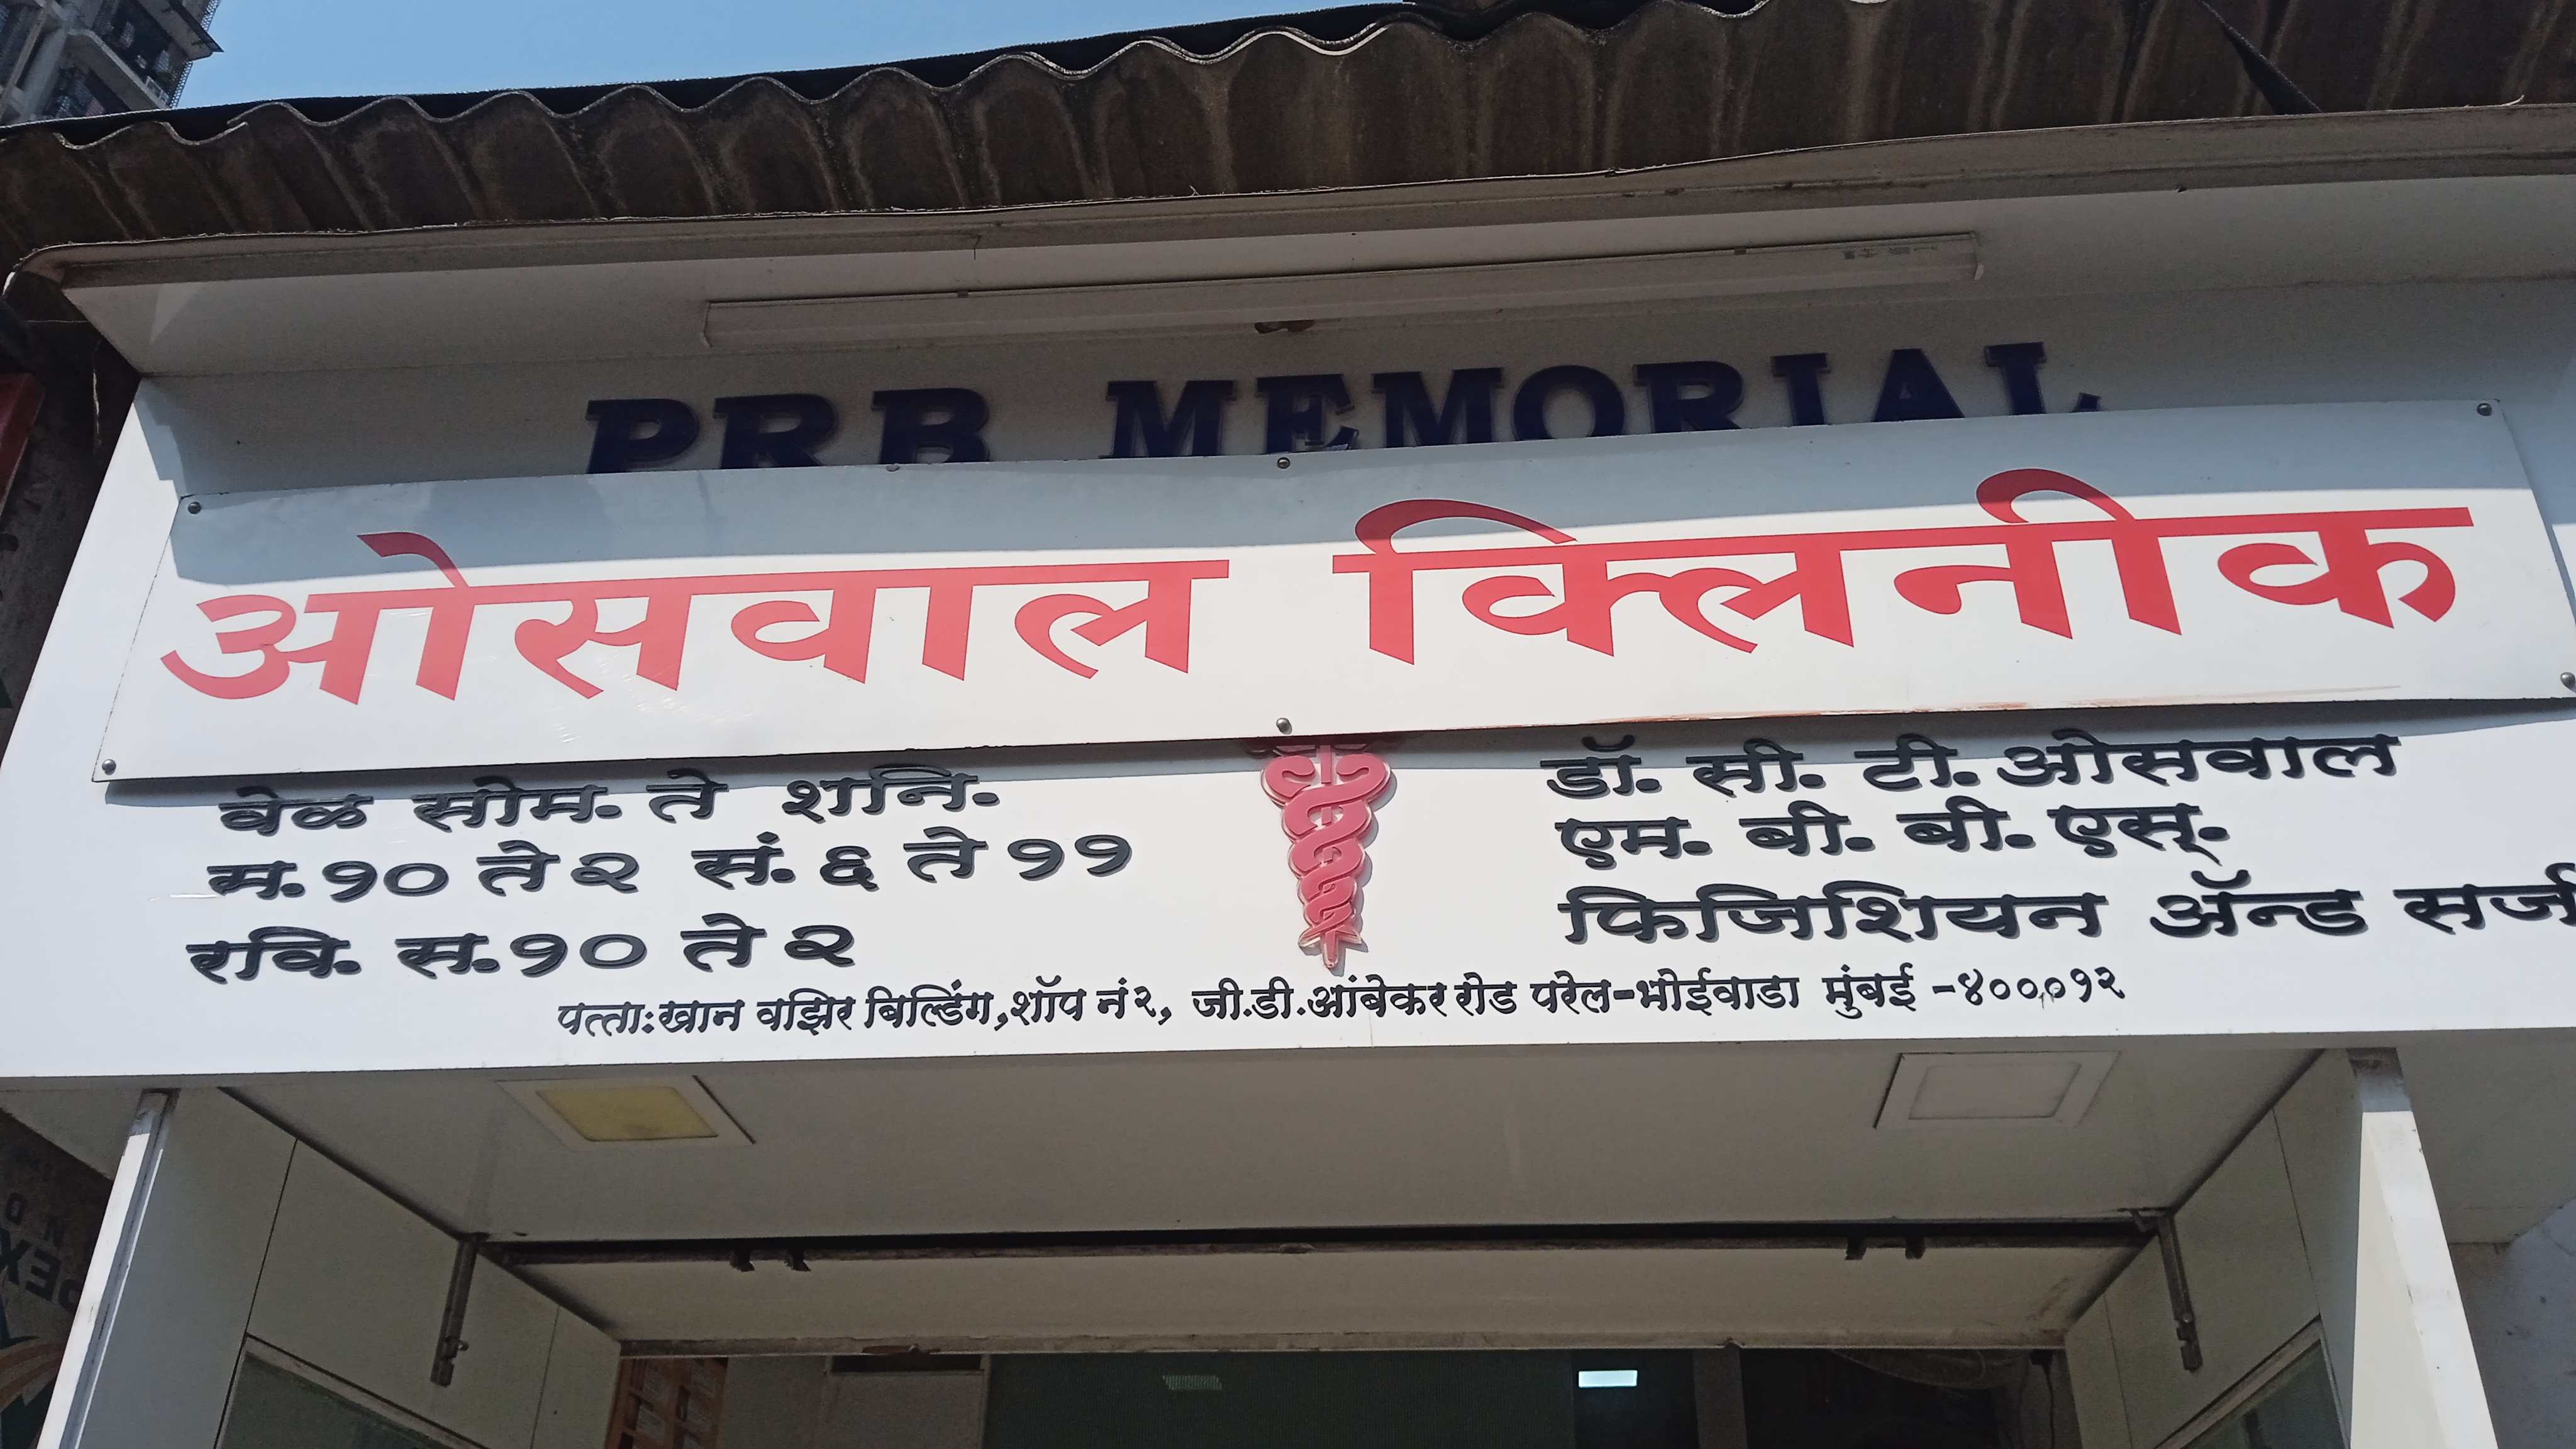 PRB MEMORIAL
ओसवाल क्लिनीक
वेळ सोम. ते शनि.
स.१० ते २ सं. ६ ते ११
रवि. स.१० ते २
डॉ. सी. टी. ओसवाल
एम. बी. बी. एस्.
फिजिशियन ॲन्ड सर्ज
पत्ता:खान वझिर बिल्डिंग,शॉप नं२, जी.डी.आंबेकर रोड परेल-भोईवाडा मुंबई -४०००१२